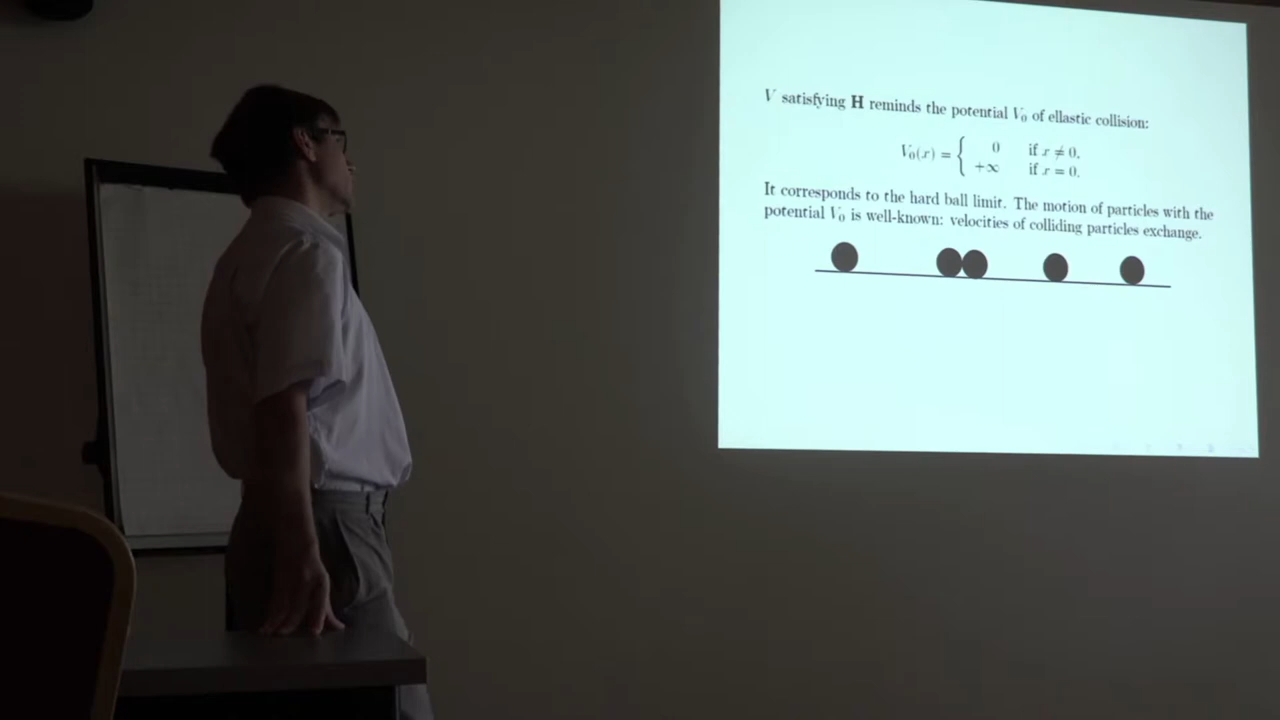 V satisfying H reminds the potential V₀ of ellastic collision:
V₀(x) = { 0 if x ≠ 0,
+∞ if x = 0.
It corresponds to the hard ball limit. The motion of particles with the
potential V₀ is well-known: velocities of colliding particles exchange.